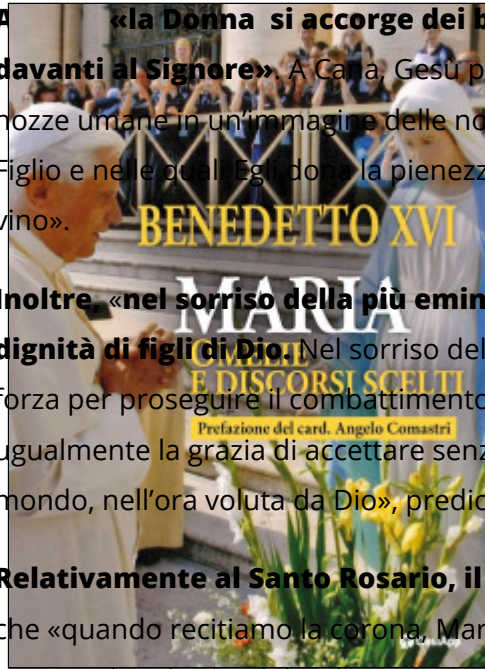 A «la Donna si accorge dei b
davanti al Signore». A Cana, Gesù p
nozze umane in un'immagine delle no
Figlio e nelle quali Egli dona la pienezz
vino».
BENEDETTO XVI
Inoltre, «nel sorriso della più emin
MARIA
dignità di figli di Dio. Nel sorriso del
OMELIE
E DISCORSI SCELTI
forza per proseguire il combattimento
Prefazione del card. Angelo Comastri
ugualmente la grazia di accettare senz
mondo, nell'ora voluta da Dio», predic
Relativamente al Santo Rosario, il
che «quando recitiamo la corona, Mar